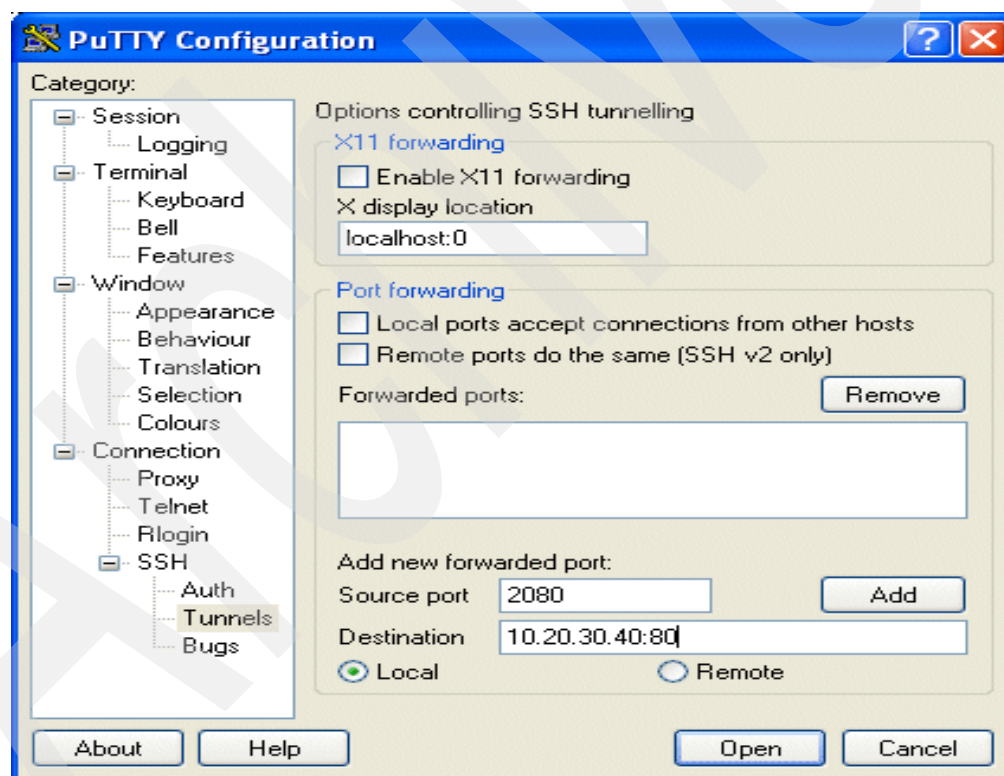 PuTTY Configuration
Category:
Session
Logging
Terminal
Keyboard
Bell
Features
Window
Appearance
Behaviour
Translation
Selection
Colours
Connection
Proxy
Telnet
Rlogin
SSH
Auth
Tunnels
Bugs
Options controlling SSH tunnelling
X11 forwarding
Enable X11 forwarding
X display location
localhost:0
Port forwarding
Local ports accept connections from other hosts
Remote ports do the same (SSH v2 only)
Forwarded ports: Remove
Add new forwarded port:
Source port 2080 Add
Destination 10.20.30.40:80
Local Remote
About Help Open Cancel